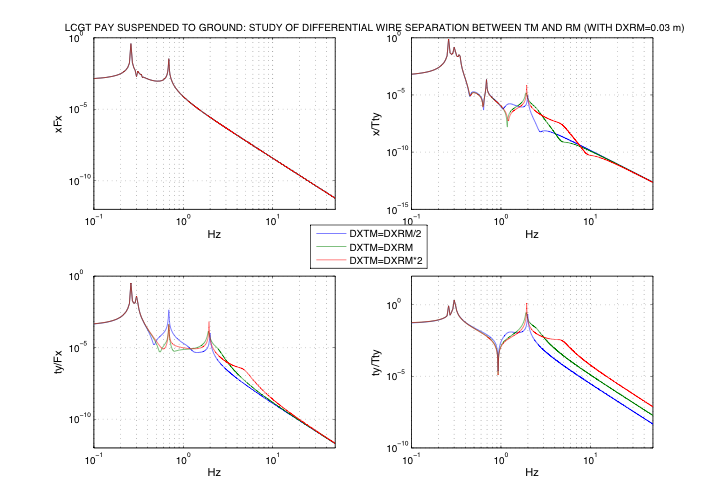 LCGT PAY SUSPENDED TO GROUND: STUDY OF DIFFERENTIAL WIRE SEPARATION BETWEEN TM AND RM (WITH DXRM=0.03 m)
10^0
10^-5
10^-10
xFx
10^-1
10^0
10^1
Hz
10^0
10^-5
10^-10
10^-15
x/Tty
10^-1
10^0
10^1
Hz
DXTM=DXRM/2
DXTM=DXRM
DXTM=DXRM*2
10^0
10^-5
10^-10
ty/Fx
10^-1
10^0
10^1
Hz
10^0
10^-5
10^-10
ty/Tty
10^-1
10^0
10^1
Hz